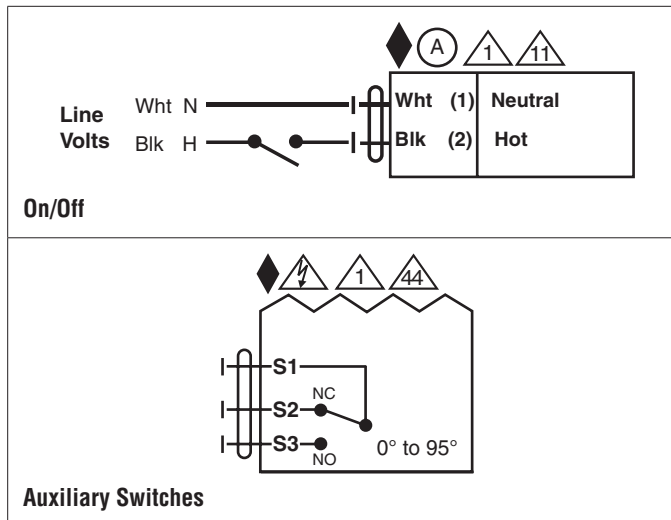 A 1 11
Line Volts
Wht N
Blk H
Wht (1) Neutral
Blk (2) Hot
On/Off
1 44
S1
S2 NC
S3 NO
0° to 95°
Auxiliary Switches